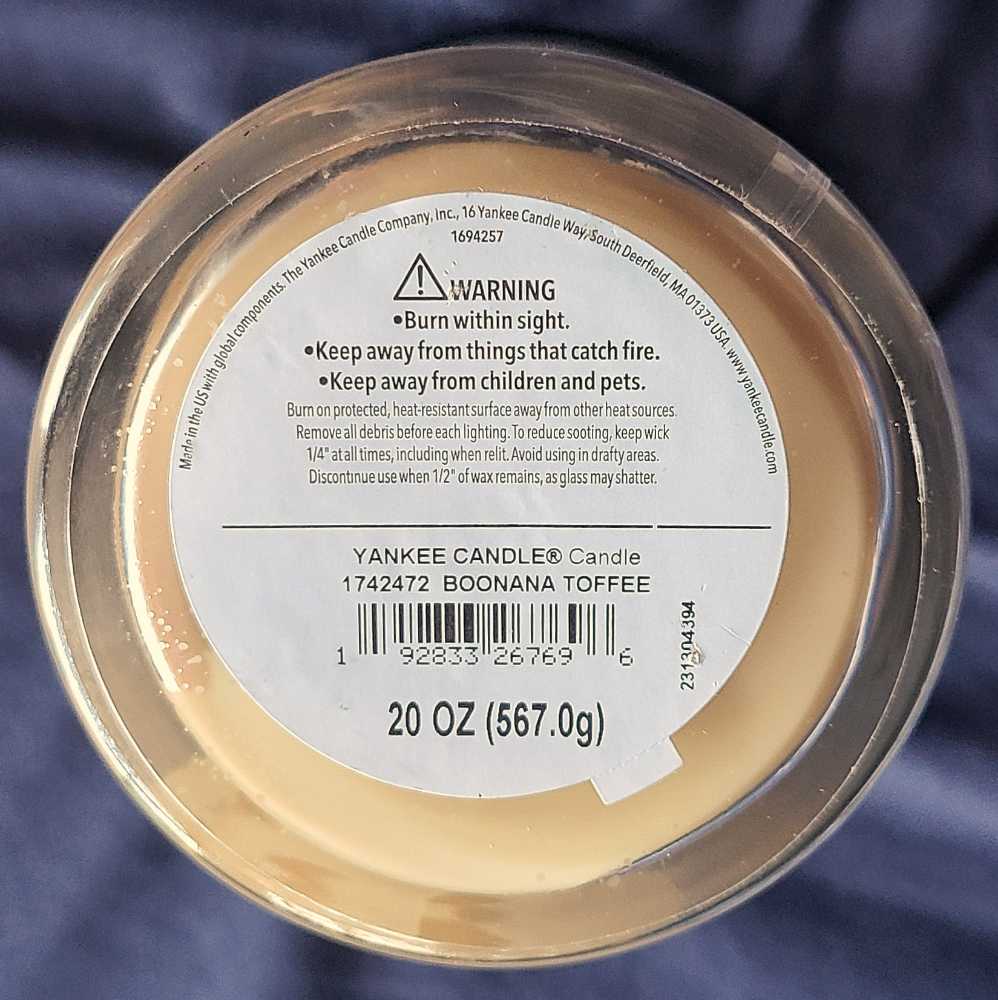 Made in the US with global components. The Yankee Candle Company, Inc., 16 Yankee Candle Way, South Deerfield, MA 01373 USA. www.yankeecandle.com
1694257
WARNING
•Burn within sight.
•Keep away from things that catch fire.
•Keep away from children and pets.
Burn on protected, heat-resistant surface away from other heat sources.
Remove all debris before each lighting. To reduce sooting, keep wick
1/4" at all times, including when relit. Avoid using in drafty areas.
Discontinue use when 1/2" of wax remains, as glass may shatter.
YANKEE CANDLE® Candle
1742472 BOONANA TOFFEE
1 92833 26769 6
231304394
20 OZ (567.0g)